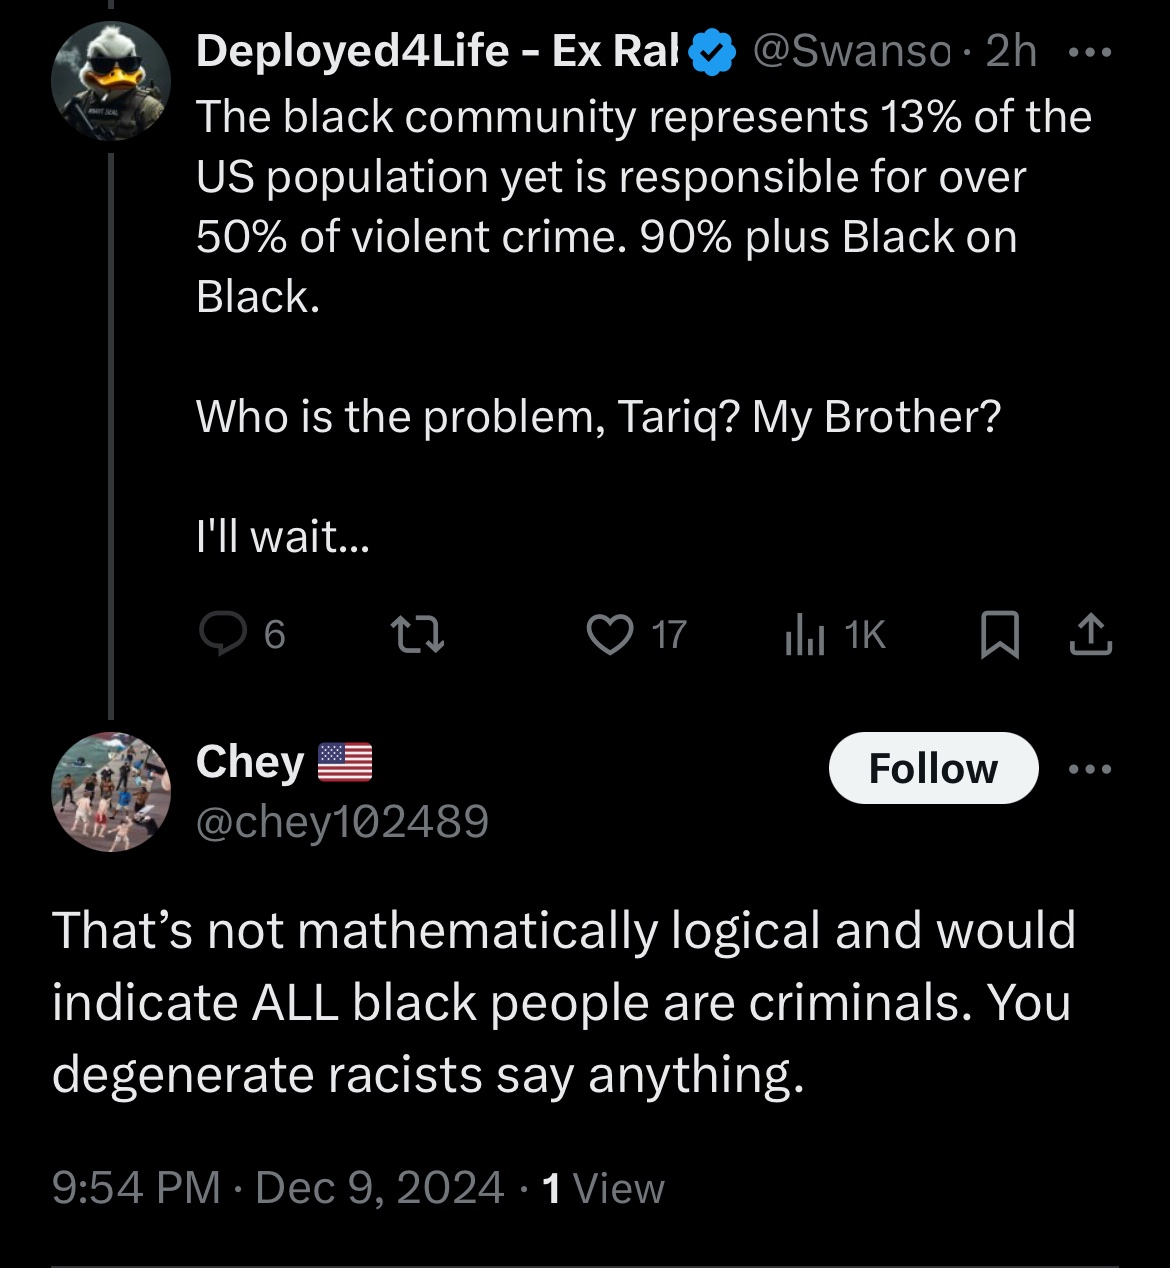 Deployed4Life - Ex Ral @Swanso · 2h
The black community represents 13% of the
US population yet is responsible for over
50% of violent crime. 90% plus Black on
Black.
Who is the problem, Tariq? My Brother?
I'll wait...
6 17 1K
Chey
@chey102489
Follow
That’s not mathematically logical and would
indicate ALL black people are criminals. You
degenerate racists say anything.
9:54 PM · Dec 9, 2024 · 1 View